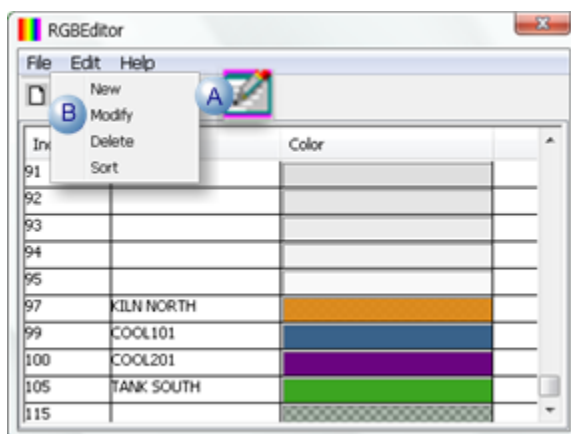 RGBEditor
File Edit Help
A
New
B Modify
Delete
Sort
Color
91
92
93
94
95
97 KILN NORTH
99 COOL101
100 COOL201
105 TANK SOUTH
115